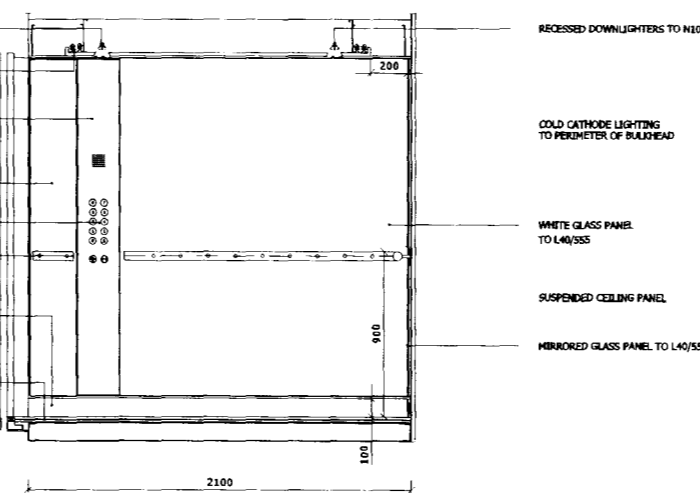 RECESSED DOWNLIGHTERS TO N10
200
COLD CATHODE LIGHTING
TO PERIMETER OF BULKHEAD
WHITE GLASS PANEL
TO L40/553
SUSPENDED CEILING PANEL
900
MIRRORED GLASS PANEL TO L40/55
100
2100